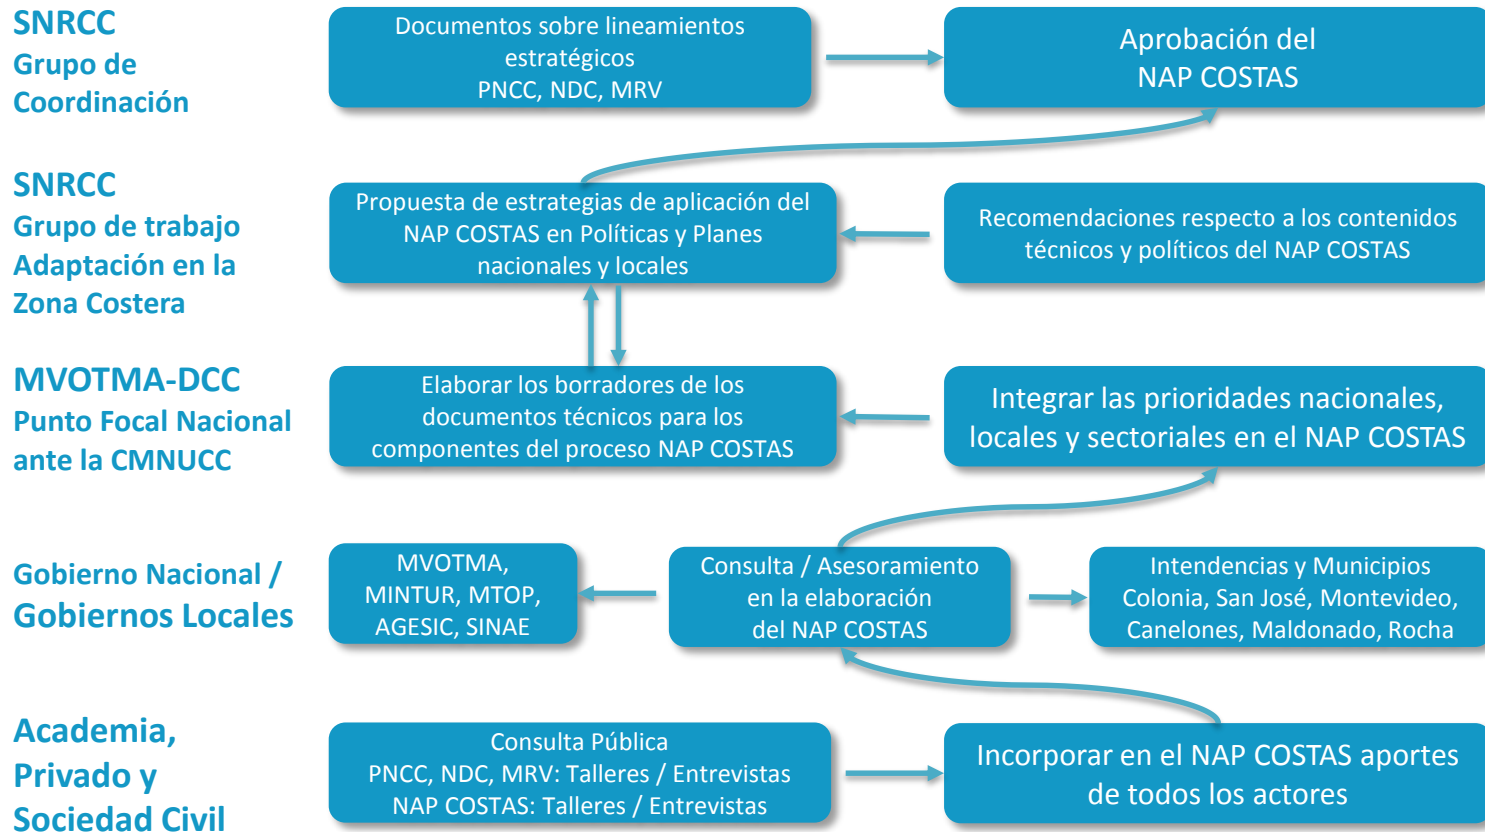 SNRCC
Grupo de
Coordinación
Documentos sobre lineamientos
estratégicos
PNCC, NDC, MRV
Aprobación del
NAP COSTAS
SNRCC
Grupo de trabajo
Adaptación en la
Zona Costera
Propuesta de estrategias de aplicación del
NAP COSTAS en Políticas y Planes
nacionales y locales
Recomendaciones respecto a los contenidos
técnicos y políticos del NAP COSTAS
MVOTMA-DCC
Punto Focal Nacional
ante la CMNUCC
Elaborar los borradores de los
documentos técnicos para los
componentes del proceso NAP COSTAS
Integrar las prioridades nacionales,
locales y sectoriales en el NAP COSTAS
Gobierno Nacional /
Gobiernos Locales
MVOTMA,
MINTUR, MTOP,
AGESIC, SINAE
Consulta / Asesoramiento
en la elaboración
del NAP COSTAS
Intendencias y Municipios
Colonia, San José, Montevideo,
Canelones, Maldonado, Rocha
Academia,
Privado y
Sociedad Civil
Consulta Pública
PNCC, NDC, MRV: Talleres / Entrevistas
NAP COSTAS: Talleres / Entrevistas
Incorporar en el NAP COSTAS aportes
de todos los actores